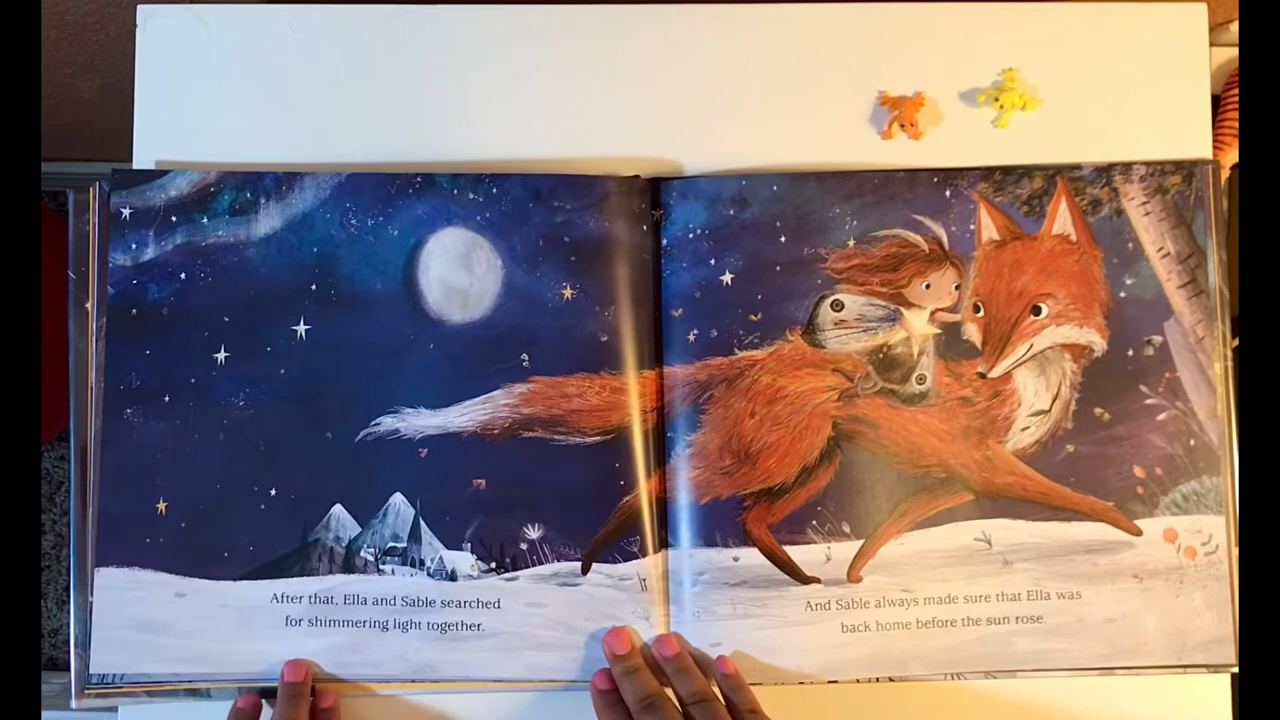 After that, Ella and Sable searched
for shimmering light together.
And Sable always made sure that Ella was
back home before the sun rose.